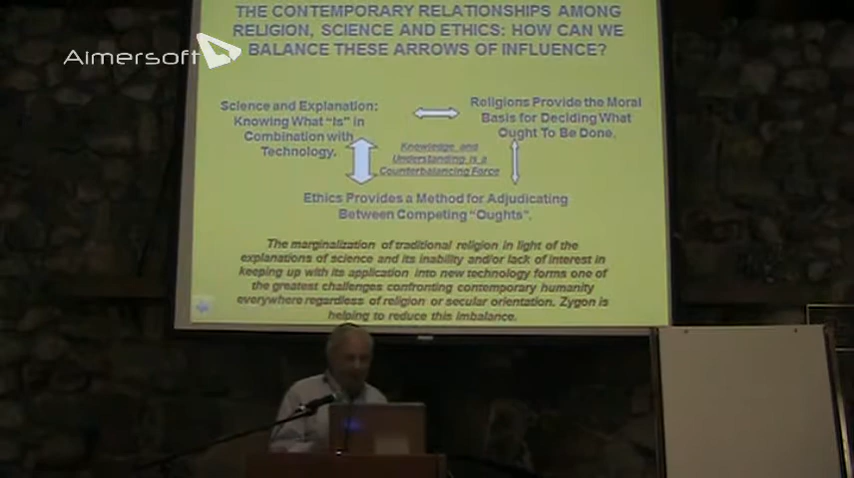 Aimersoft
THE CONTEMPORARY RELATIONSHIPS AMONG
RELIGION, SCIENCE AND ETHICS: HOW CAN WE
BALANCE THESE ARROWS OF INFLUENCE?
Science and Explanation:
Knowing What "Is" in
Combination with
Technology.
Religions Provide the Moral
Basis for Deciding What
Ought To Be Done.
Knowledge and
Understanding is a
Counterbalancing Force
Ethics Provides a Method for Adjudicating
Between Competing "Oughts".
The marginalization of traditional religion in light of the
explanations of science and its inability and/or lack of interest in
keeping up with its application into new technology forms one of
the greatest challenges confronting contemporary humanity
everywhere regardless of religion or secular orientation. Zygon is
helping to reduce this imbalance.